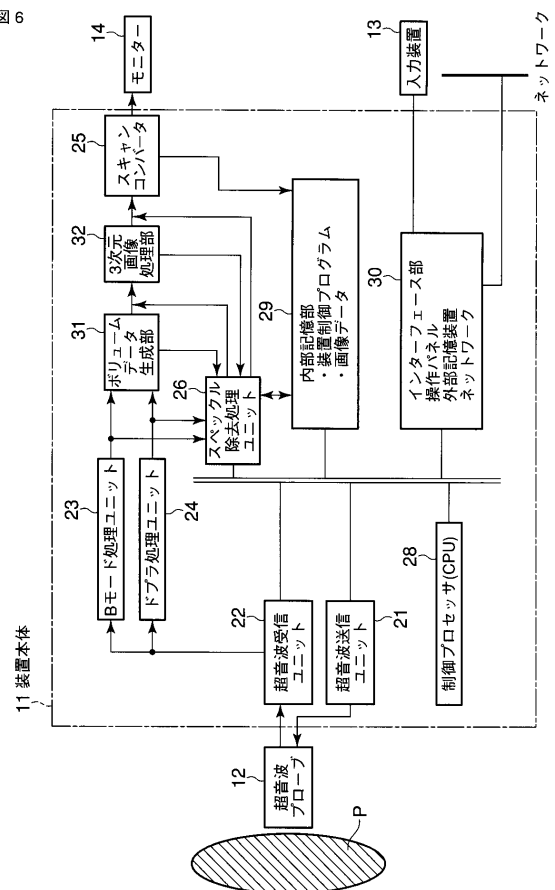 図 6
11 装置本体
P
12
超音波
プローブ
22
超音波受信
ユニット
21
超音波送信
ユニット
23
Bモード処理ユニット
24
ドプラ処理ユニット
31
ボリューム
データ
生成部
32
3次元
画像
処理部
25
スキャン
コンバータ
14
モニター
26
スペックル
除去処理
ユニット
内部記憶部
・装置制御プログラム
・画像データ
29
28
制御プロセッサ(CPU)
30
インターフェース部
操作パネル
外部記憶装置
ネットワーク
13
入力装置
ネットワーク